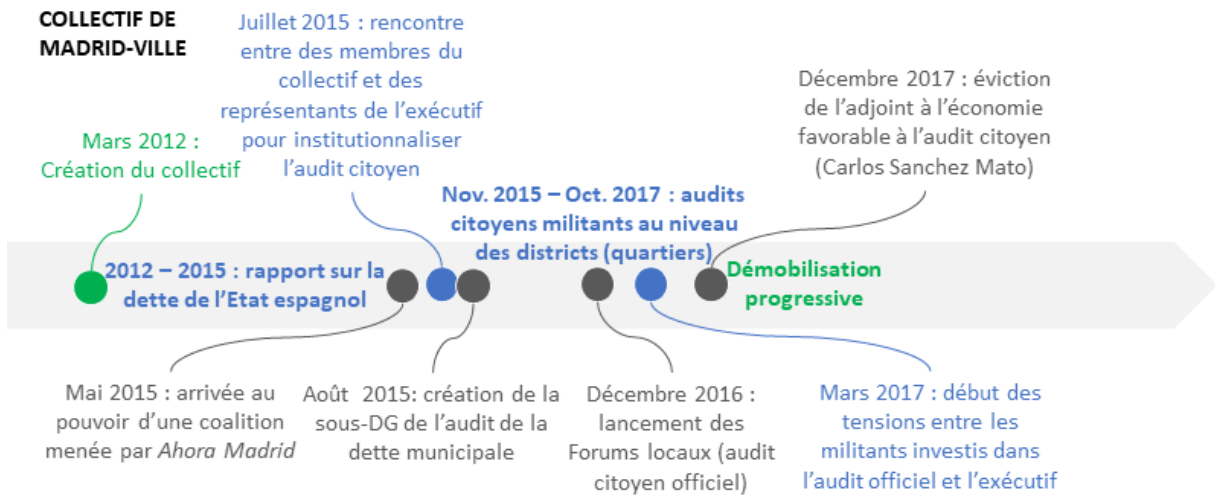 COLLECTIF DE
MADRID-VILLE
Juillet 2015 : rencontre
entre des membres du
collectif et des
représentants de l'exécutif
pour institutionnaliser
l'audit citoyen
Mars 2012 :
Création du collectif
Nov. 2015 – Oct. 2017 : audits
citoyens militants au niveau
des districts (quartiers)
Décembre 2017 : éviction
de l'adjoint à l'économie
favorable à l'audit citoyen
(Carlos Sanchez Mato)
2012 – 2015 : rapport sur la
dette de l'Etat espagnol
Démobilisation
progressive
Mai 2015 : arrivée au
pouvoir d'une coalition
menée par Ahora Madrid
Août 2015: création de la
sous-DG de l'audit de la
dette municipale
Décembre 2016 :
lancement des
Forums locaux (audit
citoyen officiel)
Mars 2017 : début des
tensions entre les
militants investis dans
l'audit officiel et l'exécutif